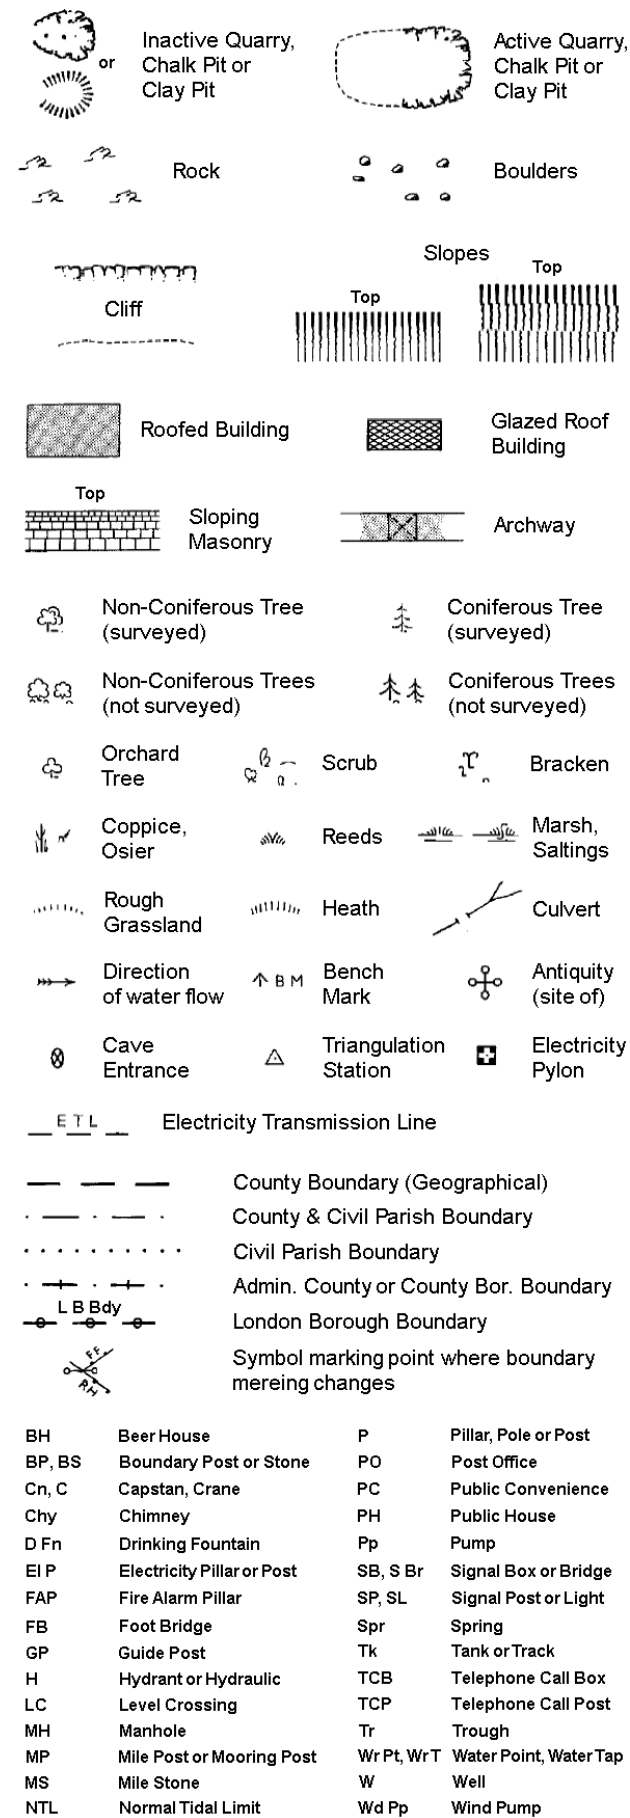 or
Inactive Quarry,
Chalk Pit or
Clay Pit
Active Quarry,
Chalk Pit or
Clay Pit
Rock
Boulders
Cliff
Slopes
Top
Top
Roofed Building
Glazed Roof
Building
Top
Sloping
Masonry
Archway
Non-Coniferous Tree
(surveyed)
Coniferous Tree
(surveyed)
Non-Coniferous Trees
(not surveyed)
Coniferous Trees
(not surveyed)
Orchard
Tree
Scrub
Bracken
Coppice,
Osier
Reeds
Marsh,
Saltings
Rough
Grassland
Heath
Culvert
Direction
of water flow
B M
Bench
Mark
Antiquity
(site of)
Cave
Entrance
Triangulation
Station
Electricity
Pylon
E T L
Electricity Transmission Line
County Boundary (Geographical)
County & Civil Parish Boundary
Civil Parish Boundary
Admin. County or County Bor. Boundary
L B Bdy
London Borough Boundary
FF
RH
Symbol marking point where boundary
mereing changes
BH Beer House P Pillar, Pole or Post
BP, BS Boundary Post or Stone PO Post Office
Cn, C Capstan, Crane PC Public Convenience
Chy Chimney PH Public House
D Fn Drinking Fountain Pp Pump
El P Electricity Pillar or Post SB, S Br Signal Box or Bridge
FAP Fire Alarm Pillar SP, SL Signal Post or Light
FB Foot Bridge Spr Spring
GP Guide Post Tk Tank or Track
H Hydrant or Hydraulic TCB Telephone Call Box
LC Level Crossing TCP Telephone Call Post
MH Manhole Tr Trough
MP Mile Post or Mooring Post Wr Pt, Wr T Water Point, Water Tap
MS Mile Stone W Well
NTL Normal Tidal Limit Wd Pp Wind Pump